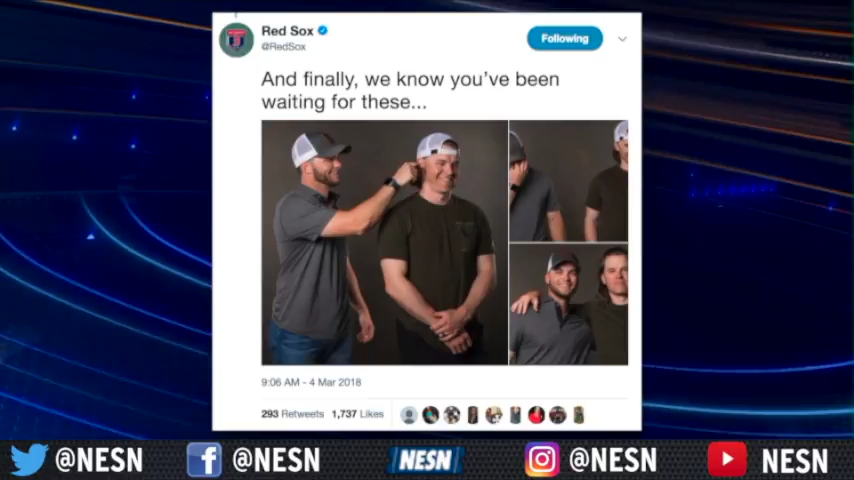 Red Sox
@RedSox
Following
And finally, we know you've been
waiting for these...
9:06 AM - 4 Mar 2018
293 Retweets 1,737 Likes
@NESN @NESN NESN @NESN NESN